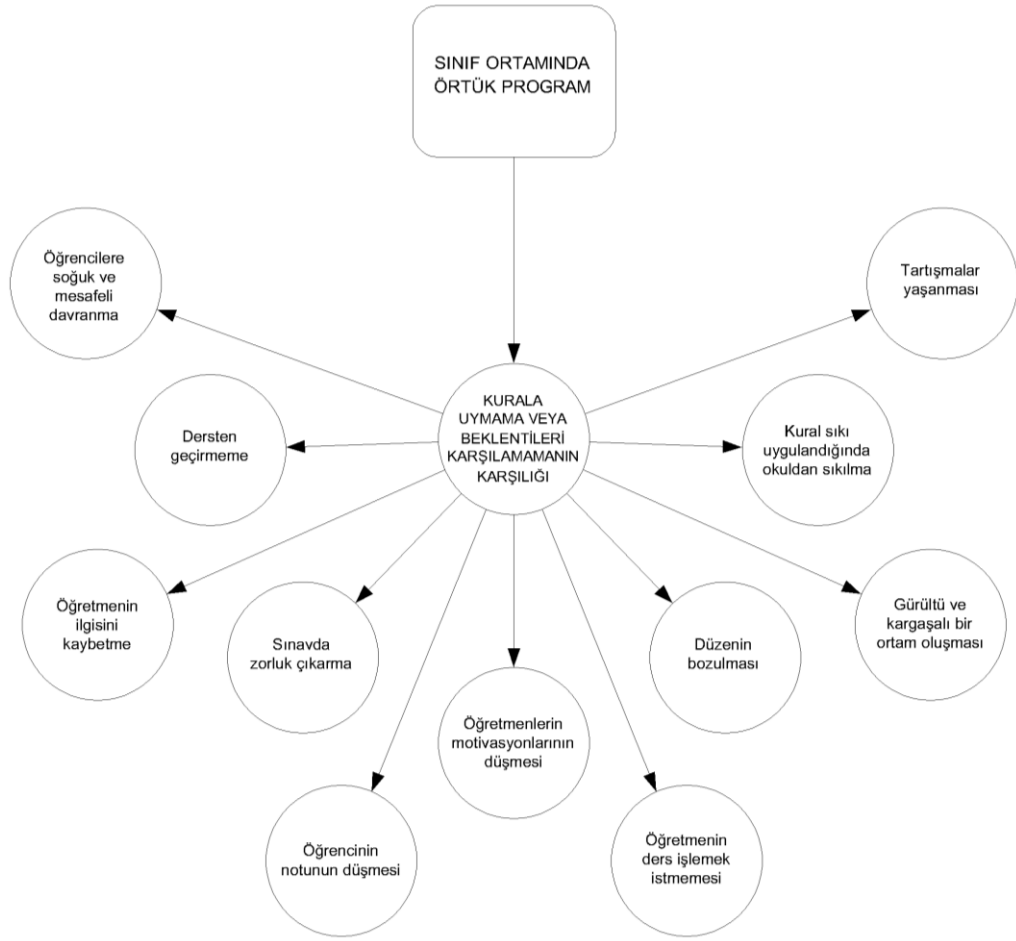 SINIF ORTAMINDA
ÖRTÜK PROGRAM
Öğrencilere
soğuk ve
mesafeli
davranma
Tartışmalar
yaşanması
KURALA
UYMAMA VEYA
BEKLENTİLERİ
KARŞILAMAMANIN
KARŞILIĞI
Dersten
geçirmeme
Kural sıkı
uygulandığında
okuldan sıkılma
Öğretmenin
ilgisini
kaybetme
Sınavda
zorluk çıkarma
Düzenin
bozulması
Gürültü ve
kargaşalı bir
ortam oluşması
Öğretmenlerin
motivasyonlarının
düşmesi
Öğrencinin
notunun düşmesi
Öğretmenin
ders işlemek
istmemesi